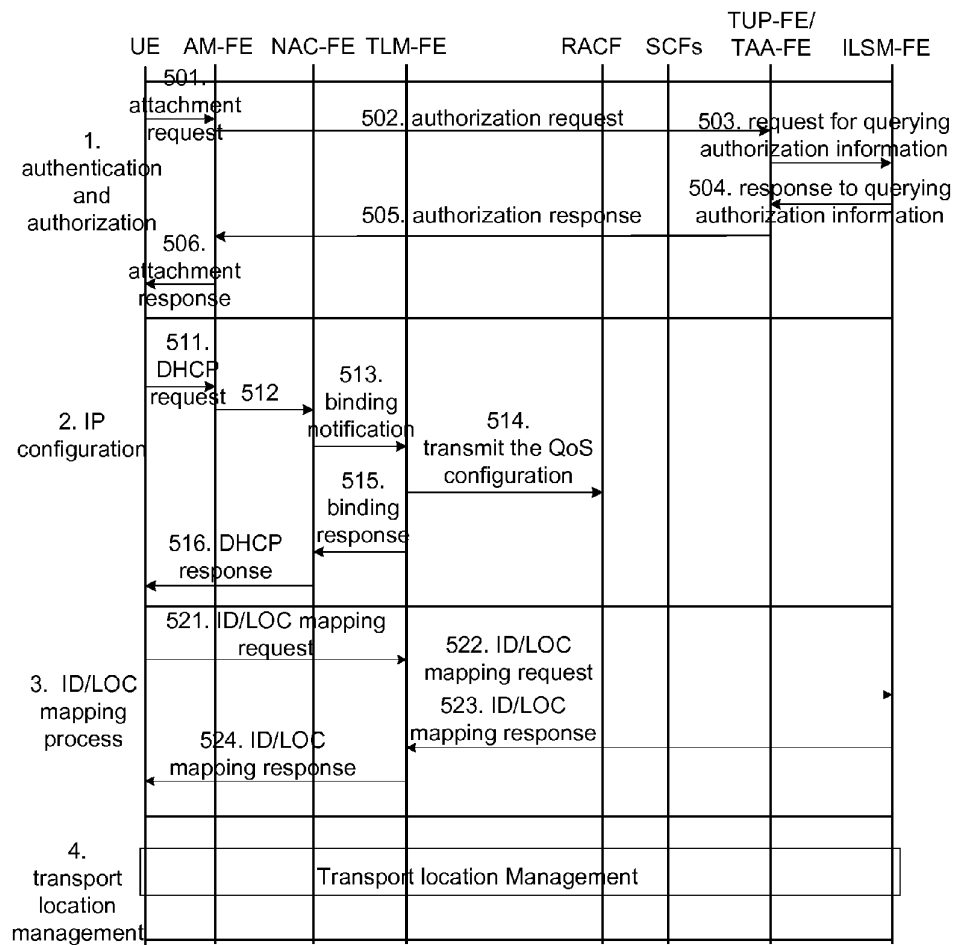 UE AM-FE NAC-FE TLM-FE RACF SCFs TUP-FE/
TAA-FE ILSM-FE
1.
authentication
and
authorization
501.
attachment
request
502. authorization request
503. request for querying
authorization information
504. response to querying
authorization information
505. authorization response
506.
attachment
response
2. IP
configuration
511.
DHCP
request
512
513.
binding
notification
514.
transmit the QoS
configuration
515.
binding
response
516. DHCP
response
3. ID/LOC
mapping
process
521. ID/LOC mapping
request
522. ID/LOC
mapping request
523. ID/LOC
mapping response
524. ID/LOC
mapping response
4.
transport
location
management
Transport location Management